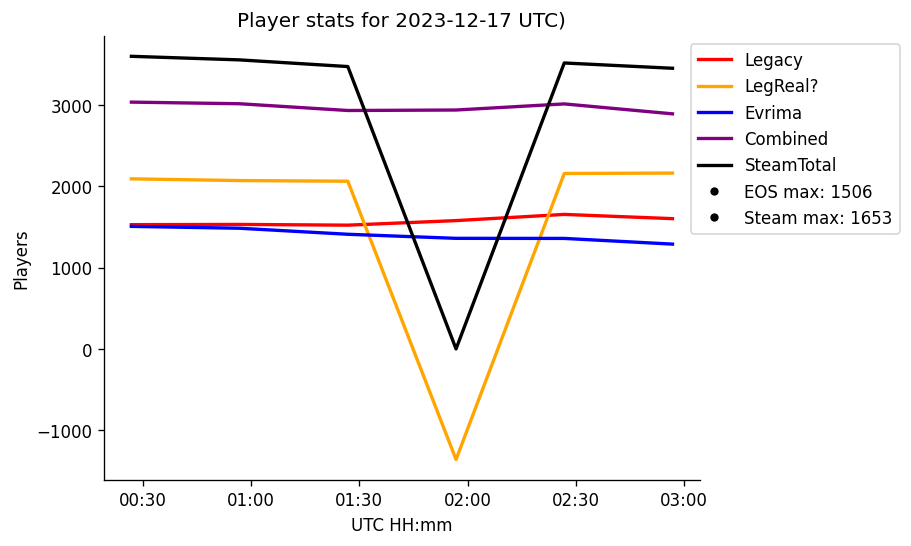 Player stats for 2023-12-17 UTC)
Legacy
LegReal?
Evrima
Combined
SteamTotal
EOS max: 1506
Steam max: 1653
Players
3000
2000
1000
0
−1000
00:30 01:00 01:30 02:00 02:30 03:00
UTC HH:mm